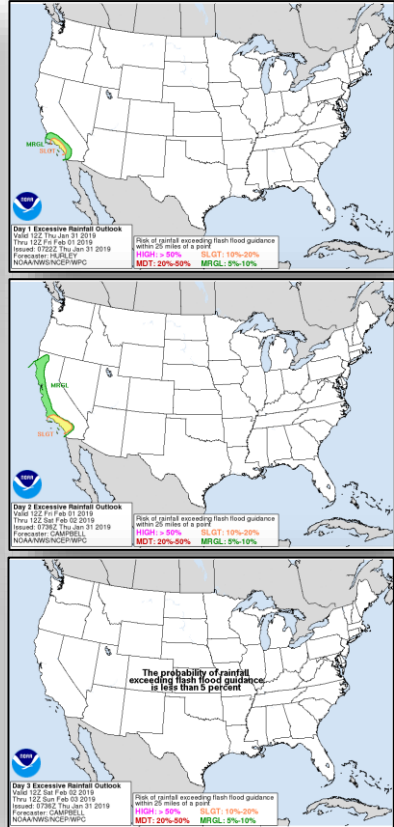 MRGL
SLGT
NOAA
Day 1 Excessive Rainfall Outlook
Valid 12Z Thu Jan 31 2019
Thru 12Z Fri Feb 01 2019
Issued: 0722Z Thu Jan 31 2019
Forecaster: HURLEY
NOAA/NWS/NCEP/WPC
Risk of rainfall exceeding flash flood guidance
within 25 miles of a point
HIGH: > 50% SLGT: 10%-20%
MDT: 20%-50% MRGL: 5%-10%
MRGL
SLGT
NOAA
Day 2 Excessive Rainfall Outlook
Valid 12Z Fri Feb 01 2019
Thru 12Z Sat Feb 02 2019
Issued: 0736Z Thu Jan 31 2019
Forecaster: CAMPBELL
NOAA/NWS/NCEP/WPC
Risk of rainfall exceeding flash flood guidance
within 25 miles of a point
HIGH: > 50% SLGT: 10%-20%
MDT: 20%-50% MRGL: 5%-10%
The probability of rainfall
exceeding flash flood guidance
is less than 5 percent
NOAA
Day 3 Excessive Rainfall Outlook
Valid 12Z Sat Feb 02 2019
Thru 12Z Sun Feb 03 2019
Issued: 0736Z Thu Jan 31 2019
Forecaster: CAMPBELL
NOAA/NWS/NCEP/WPC
Risk of rainfall exceeding flash flood guidance
within 25 miles of a point
HIGH: > 50% SLGT: 10%-20%
MDT: 20%-50% MRGL: 5%-10%